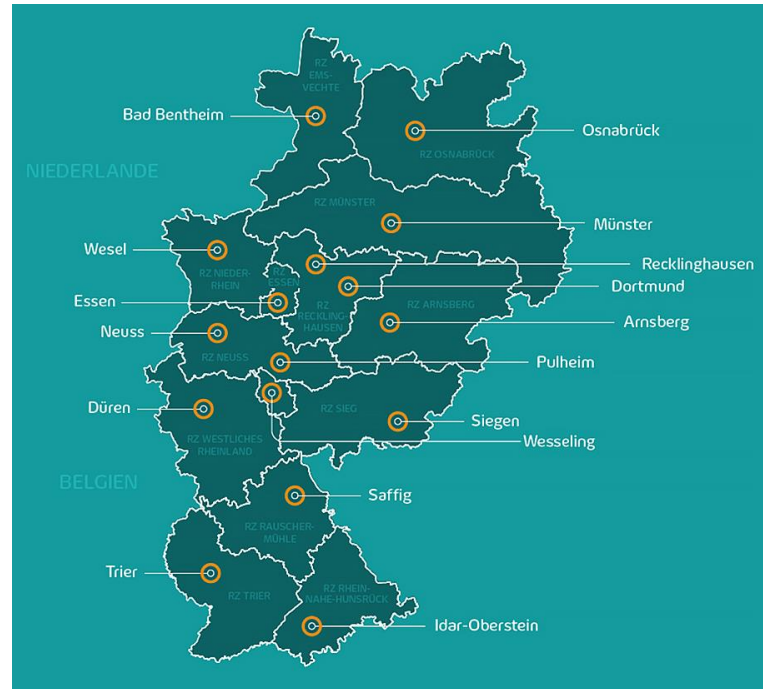 RZ
EMS-
VECHTE
Bad Bentheim
Osnabrück
RZ OSNABRÜCK
NIEDERLANDE
RZ MÜNSTER
Münster
Wesel
RZ NIEDER-
RHEIN
Recklinghausen
RZ
ESSEN
Dortmund
Essen
RZ
RECKLING-
HAUSEN
RZ ARNSBERG
Arnsberg
Neuss
RZ NEUSS
Pulheim
Düren
RZ SIEG
Siegen
RZ WESTLICHES
RHEINLAND
Wesseling
BELGIEN
Saffig
RZ RAUSCHER-
MÜHLE
Trier
RZ TRIER
RZ RHEIN-
NAHE-HUNSRÜCK
Idar-Oberstein